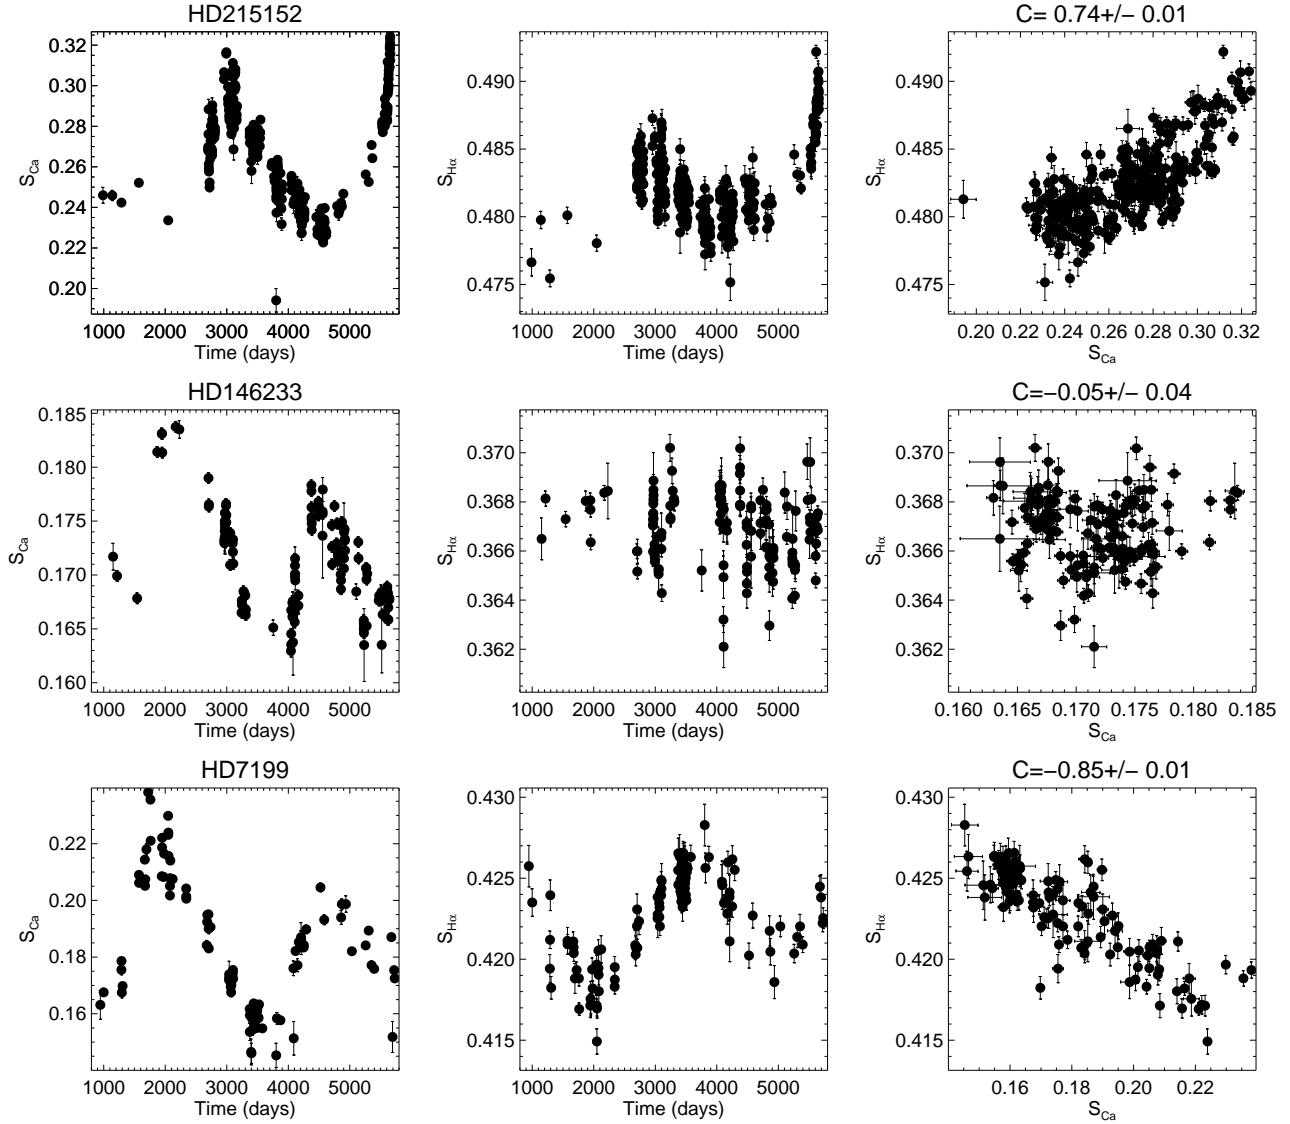 HD215152
C= 0.74+/− 0.01
S_Ca
0.32
0.30
0.28
0.26
0.24
0.22
0.20
1000 2000 3000 4000 5000
Time (days)
S_Hα
0.490
0.485
0.480
0.475
1000 2000 3000 4000 5000
Time (days)
S_Hα
0.490
0.485
0.480
0.475
0.20 0.22 0.24 0.26 0.28 0.30 0.32
S_Ca
HD146233
C=−0.05+/− 0.04
S_Ca
0.185
0.180
0.175
0.170
0.165
0.160
1000 2000 3000 4000 5000
Time (days)
S_Hα
0.370
0.368
0.366
0.364
0.362
1000 2000 3000 4000 5000
Time (days)
S_Hα
0.370
0.368
0.366
0.364
0.362
0.160 0.165 0.170 0.175 0.180 0.185
S_Ca
HD7199
C=−0.85+/− 0.01
S_Ca
0.22
0.20
0.18
0.16
1000 2000 3000 4000 5000
Time (days)
S_Hα
0.430
0.425
0.420
0.415
1000 2000 3000 4000 5000
Time (days)
S_Hα
0.430
0.425
0.420
0.415
0.16 0.18 0.20 0.22
S_Ca